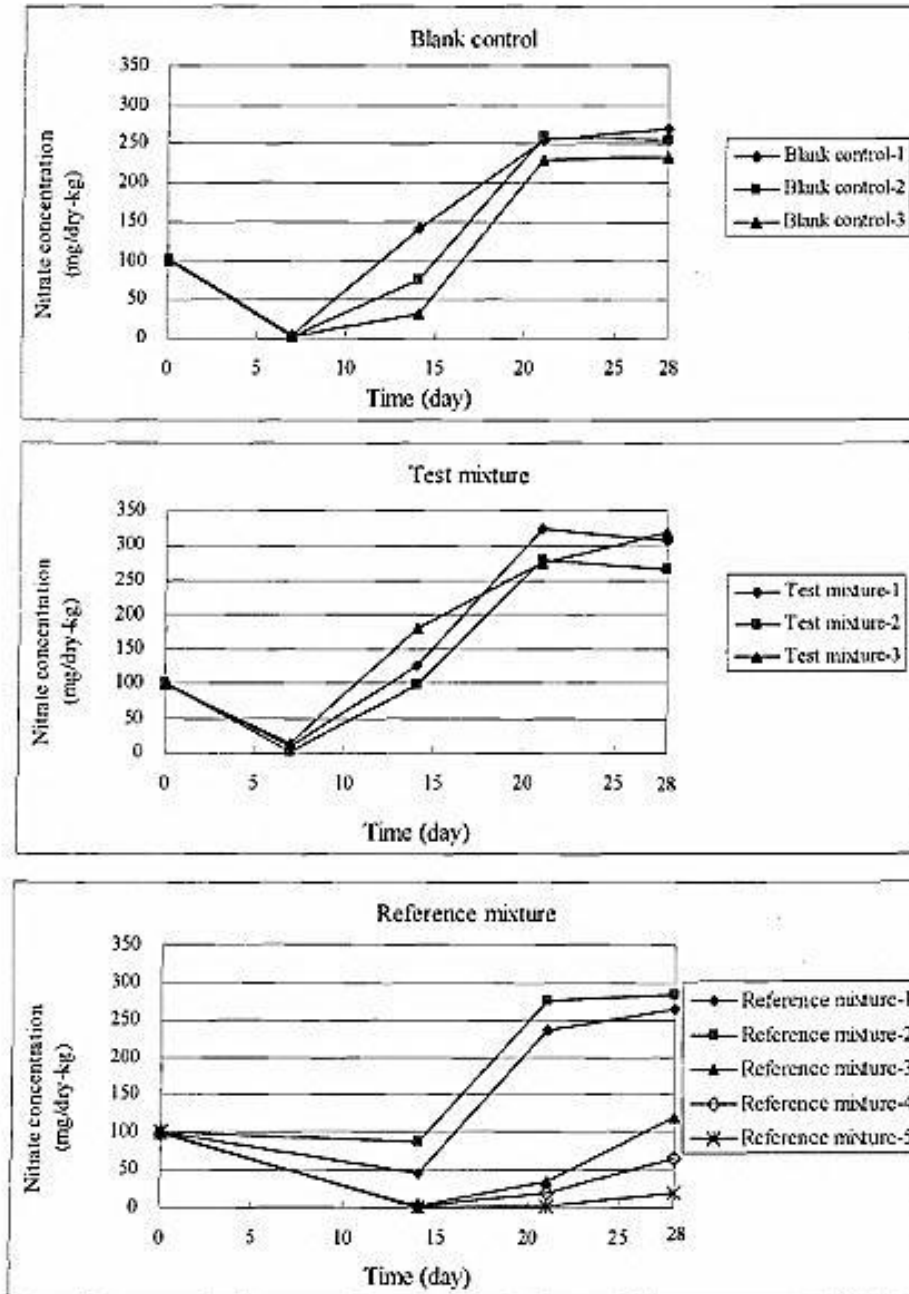 Blank control
350
300
250
200
150
100
50
0
Nitrate concentration
(mg/dry-kg)
0 5 10 15 20 25 28
Time (day)
Blank control-1
Blank control-2
Blank control-3
Test mixture
350
300
250
200
150
100
50
0
Nitrate concentration
(mg/dry-kg)
0 5 10 15 20 25 28
Time (day)
Test mixture-1
Test mixture-2
Test mixture-3
Reference mixture
350
300
250
200
150
100
50
0
Nitrate concentration
(mg/dry-kg)
0 5 10 15 20 25 28
Time (day)
Reference mixture-1
Reference mixture-2
Reference mixture-3
Reference mixture-4
Reference mixture-5